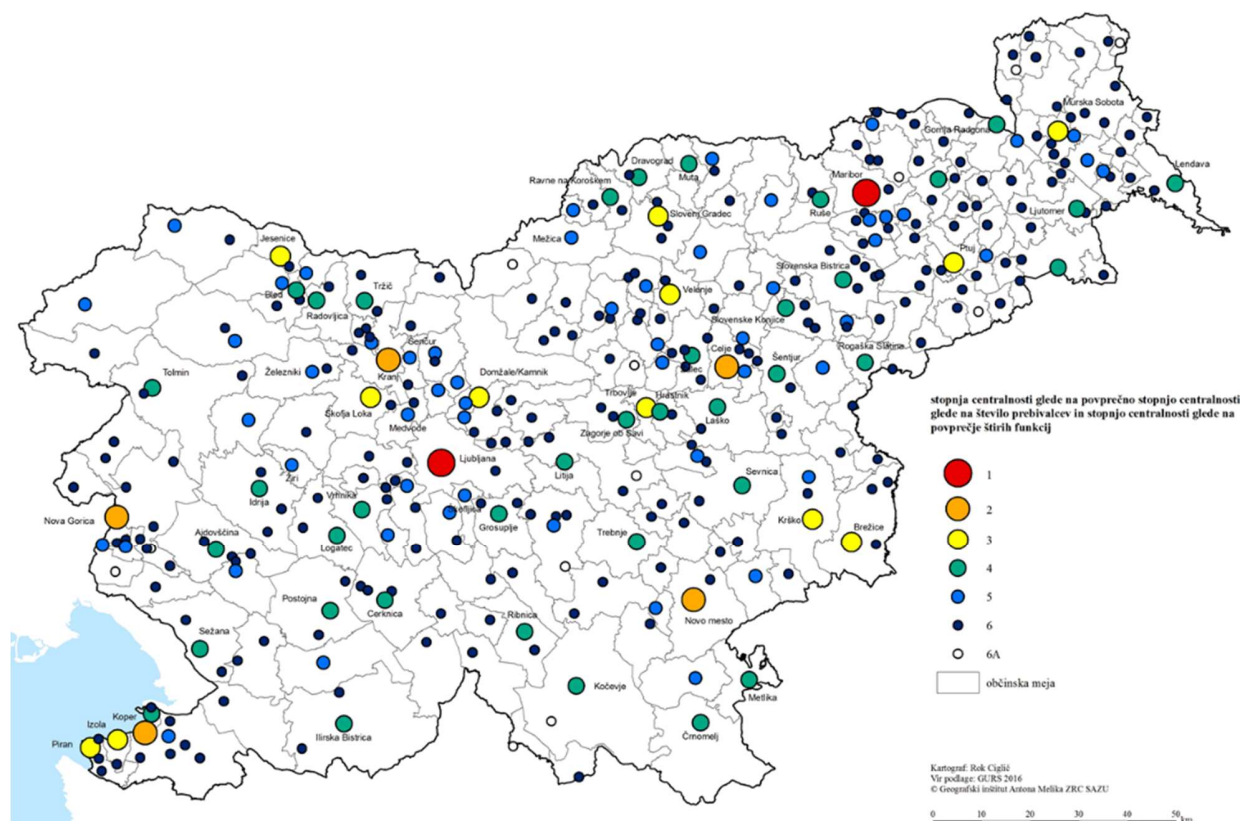 Murska Sobota
Gornja Radgona
Lendava
Dravograd
Muta
Ravne na Koroškem
Maribor
Ruše
Ljutomer
Slovenj Gradec
Mežica
Jesenice
Ptuj
Slovenska Bistrica
Velenje
Bled
Radovljica
Tržič
Slovenske Konjice
Šenčur
Celje
Rogaška Slatina
Tolmin
Železniki
Kranj
Domžale/Kamnik
Žalec
Šentjur
Škofja Loka
Trbovlje
Hrastnik
Medvode
Zagorje ob Savi
Laško
Ljubljana
Litija
Sevnica
Žiri
Idrija
Vrhnika
Škofljica
Grosuplje
Krško
Nova Gorica
Ajdovščina
Logatec
Trebnje
Brežice
Postojna
Cerknica
Ribnica
Novo mesto
Sežana
Kočevje
Metlika
Izola
Koper
Piran
Ilirska Bistrica
Črnomelj
stopnja centralnosti glede na povprečno stopnjo centralnosti
glede na število prebivalcev in stopnjo centralnosti glede na
povprečje štirih funkcij
1
2
3
4
5
6
6A
občinska meja
Kartograf: Rok Ciglič
Vir podlage: GURS 2016
© Geografski inštitut Antona Melika ZRC SAZU
0 10 20 30 40 50
km